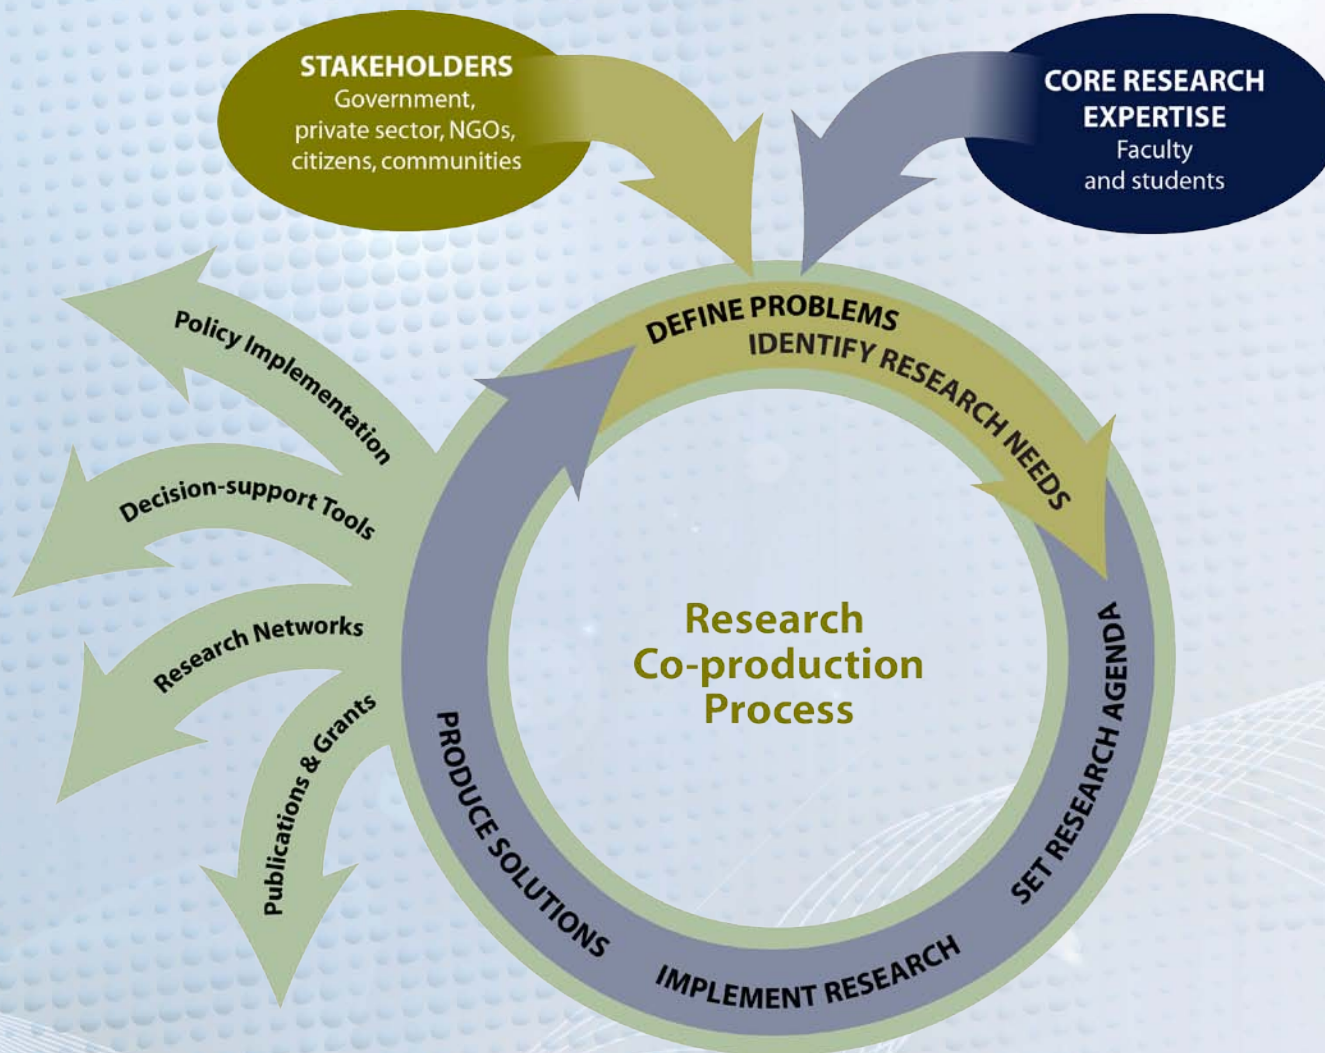 STAKEHOLDERS
Government,
private sector, NGOs,
citizens, communities
CORE RESEARCH
EXPERTISE
Faculty
and students
DEFINE PROBLEMS
IDENTIFY RESEARCH NEEDS
SET RESEARCH AGENDA
IMPLEMENT RESEARCH
PRODUCE SOLUTIONS
Policy Implementation
Decision-support Tools
Research Networks
Publications & Grants
Research
Co-production
Process